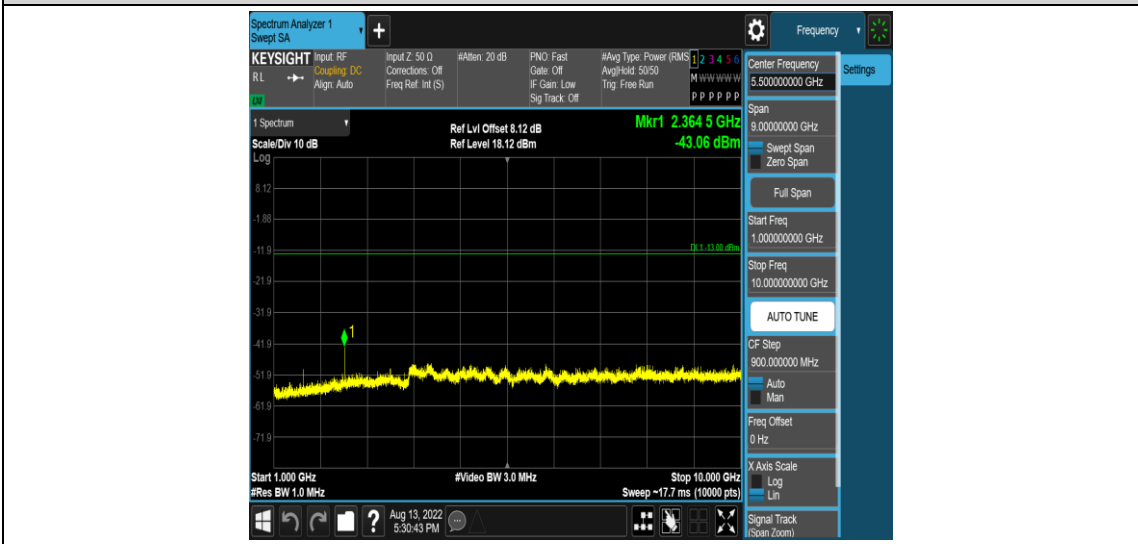 Spectrum Analyzer 1
Swept SA
+
Frequency
KEYSIGHT
RL
LXI
Input: RF
Coupling: DC
Align: Auto
Input Z: 50 Ω
Corrections: Off
Freq Ref: Int (S)
#Atten: 20 dB
PNO: Fast
Gate: Off
IF Gain: Low
Sig Track: Off
#Avg Type: Power (RMS
Avg|Hold: 50/50
Trig: Free Run
1 2 3 4 5 6
M W W W W W
P P P P P P
1 Spectrum
Scale/Div 10 dB
Log
Ref Lvl Offset 8.12 dB
Ref Level 18.12 dBm
Mkr1 2.364 5 GHz
-43.06 dBm
8.12
-1.88
-11.9
DL1 -13.00 dBm
-21.9
-31.9
1
-41.9
-51.9
-61.9
-71.9
Start 1.000 GHz
#Res BW 1.0 MHz
#Video BW 3.0 MHz
Stop 10.000 GHz
Sweep ~17.7 ms (10000 pts)
Aug 13, 2022
5:30:43 PM
?
Center Frequency
5.500000000 GHz
Settings
Span
9.00000000 GHz
Swept Span
Zero Span
Full Span
Start Freq
1.000000000 GHz
Stop Freq
10.000000000 GHz
AUTO TUNE
CF Step
900.000000 MHz
Auto
Man
Freq Offset
0 Hz
X Axis Scale
Log
Lin
Signal Track
(Span Zoom)